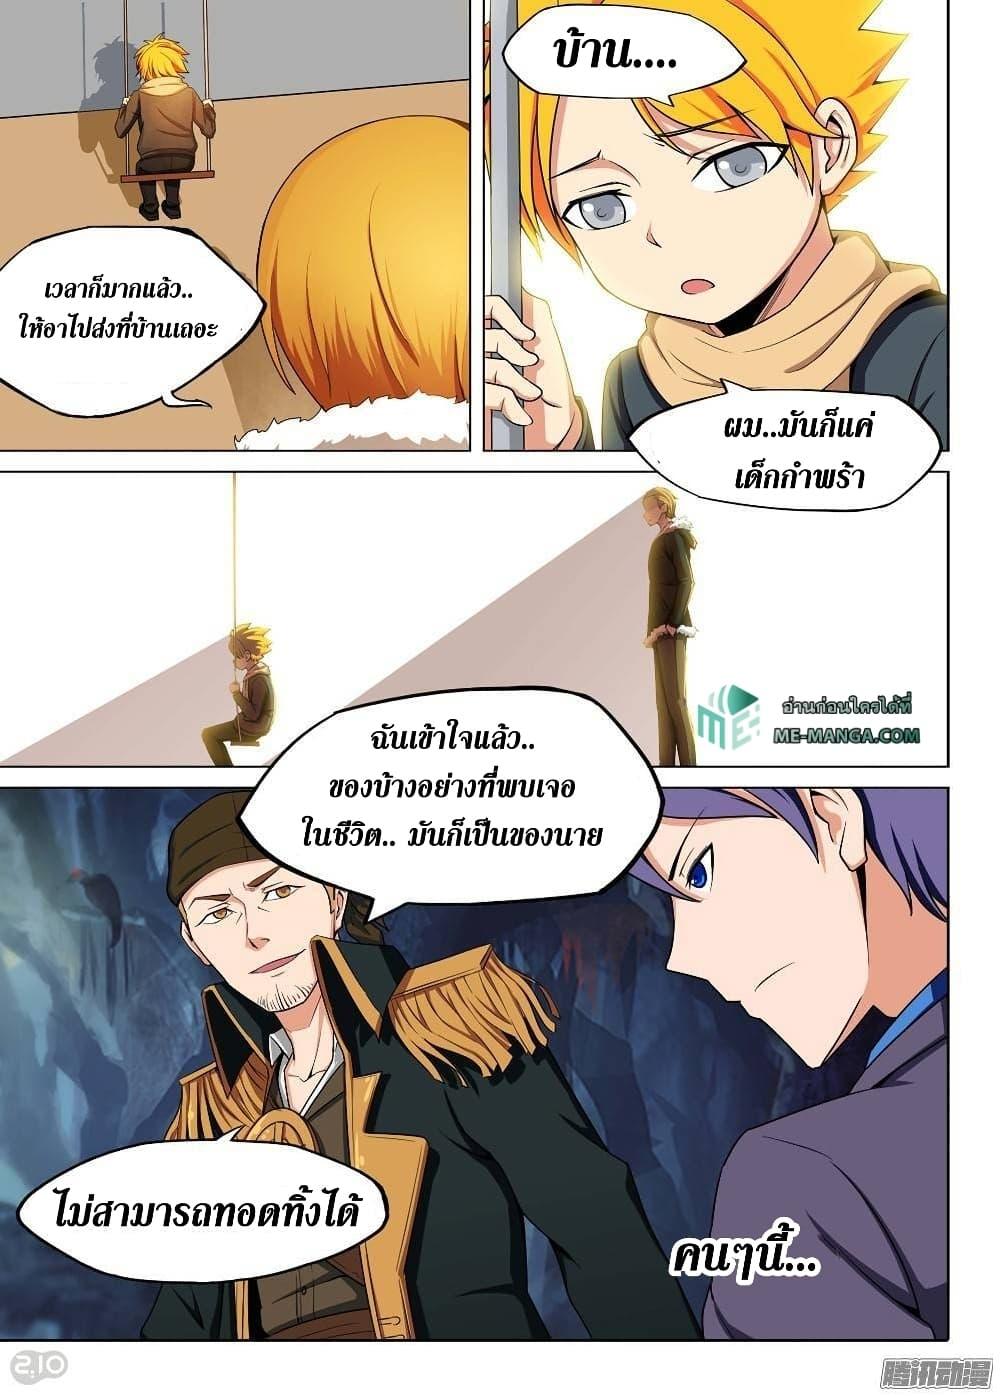 บ้าน....
เวลาก็มากแล้ว..
ให้อาไปส่งที่บ้านเถอะ
ผม..มันก็แค่
เด็กกำพร้า
ME
อ่านก่อนใครได้ที่
ME-MANGA.COM
ฉันเข้าใจแล้ว..
ของบ้างอย่างที่พบเจอ
ในชีวิต.. มันก็เป็นของนาย
ไม่สามารถทอดทิ้งได้
คนๆนี้...
210
腾讯动漫